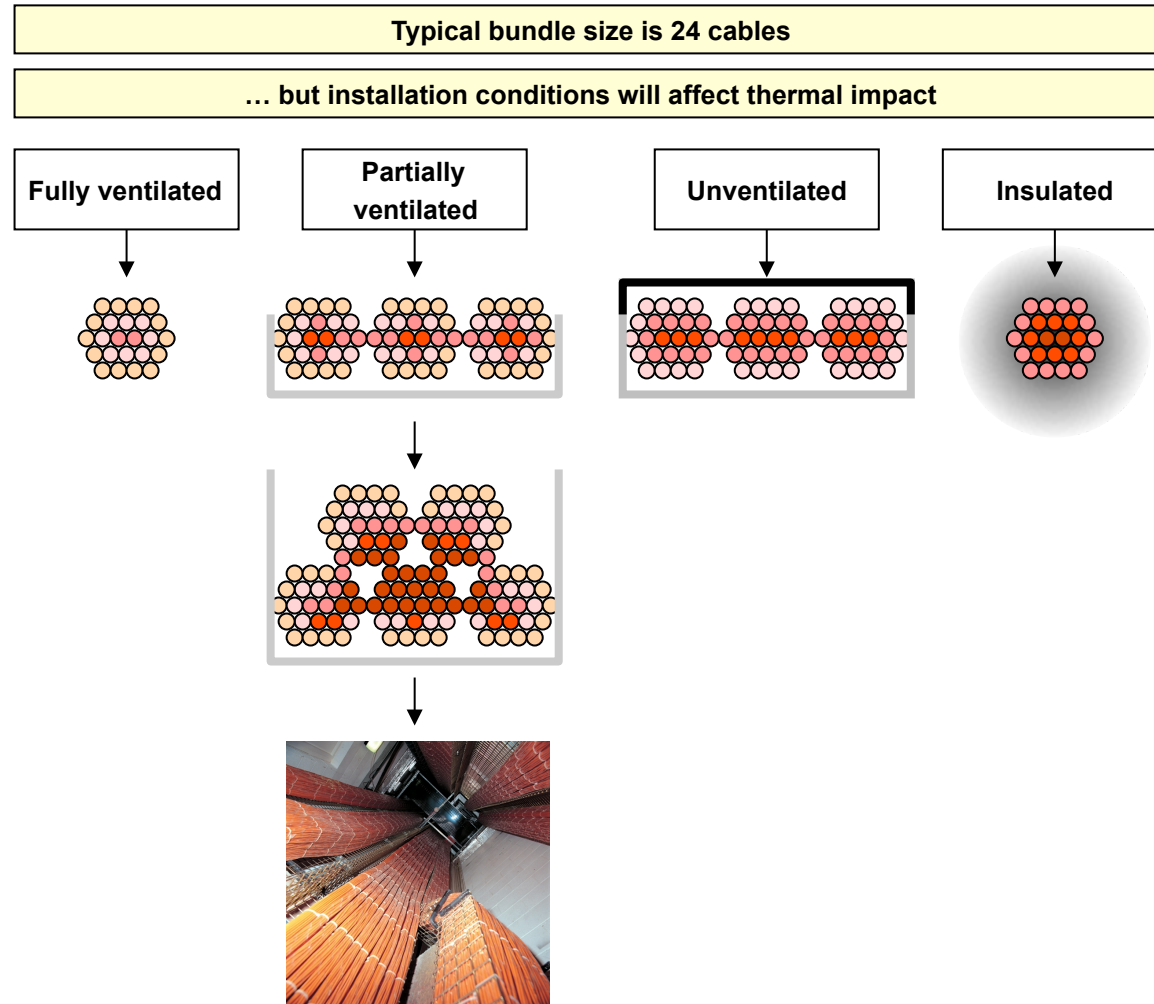 Typical bundle size is 24 cables
… but installation conditions will affect thermal impact
Fully ventilated
Partially
ventilated
Unventilated
Insulated